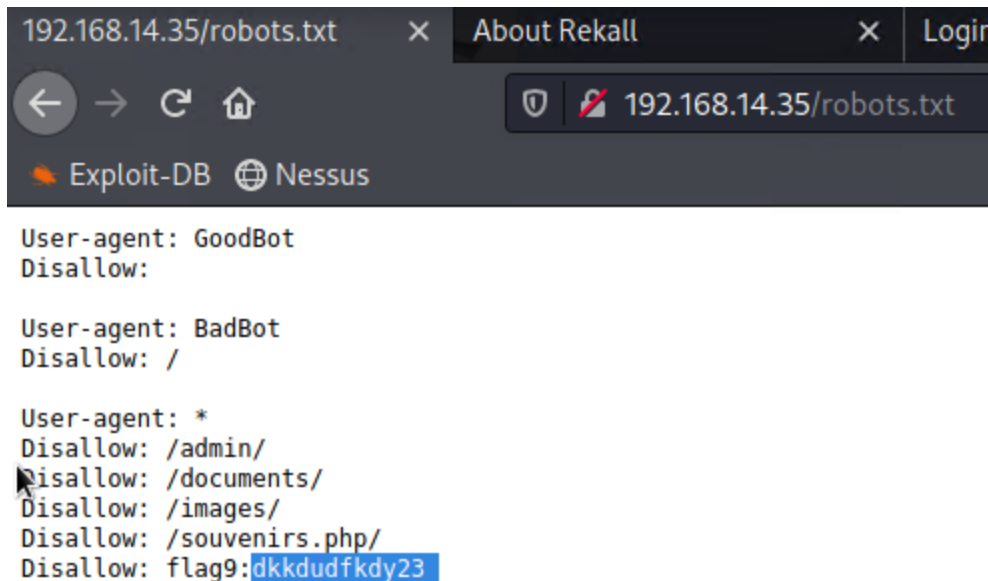 192.168.14.35/robots.txt × About Rekall × Login
192.168.14.35/robots.txt
Exploit-DB Nessus
User-agent: GoodBot
Disallow:
User-agent: BadBot
Disallow: /
User-agent: *
Disallow: /admin/
Disallow: /documents/
Disallow: /images/
Disallow: /souvenirs.php/
Disallow: flag9:dkkdudfkdy23